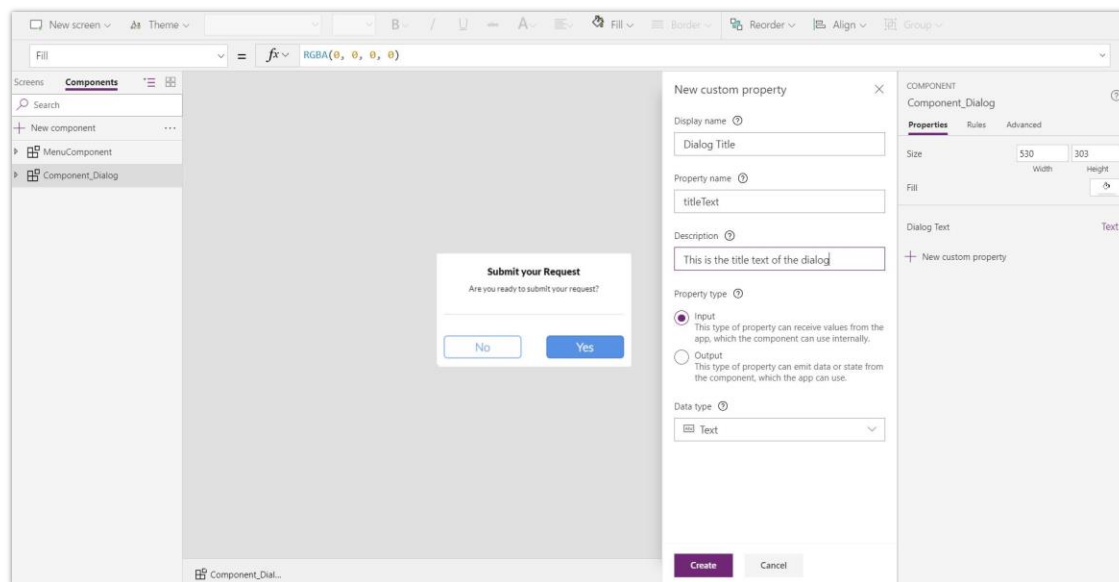 New screen
Theme
B
/
U
abc
A
Fill
Border
Reorder
Align
Group
Fill
=
fx
RGBA(0, 0, 0, 0)
Screens
Components
Search
New component
MenuComponent
Component_Dialog
Submit your Request
Are you ready to submit your request?
No
Yes
Component_Dial...
New custom property
Display name
Dialog Title
Property name
titleText
Description
This is the title text of the dialog
Property type
Input
This type of property can receive values from the
app, which the component can use internally.
Output
This type of property can emit data or state from
the component, which the app can use.
Data type
Text
Create
Cancel
COMPONENT
Component_Dialog
Properties
Rules
Advanced
Size
530
303
Width
Height
Fill
Dialog Text
Text
New custom property